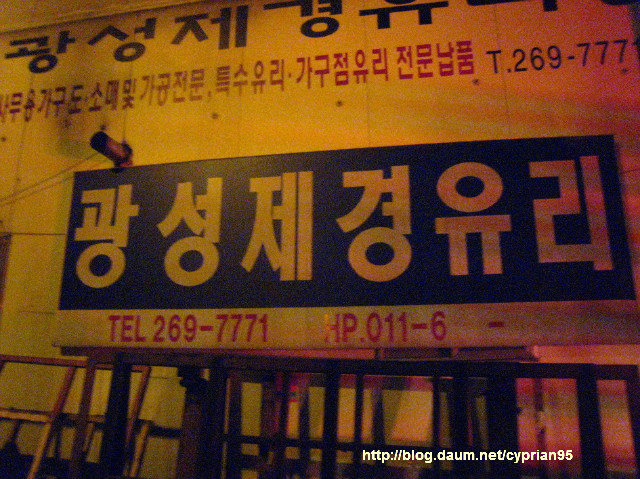 광성제경유리
사무용가구 도·소매 및 가공전문, 특수유리·가구점유리 전문납품 T.269-7771
광성제경유리
TEL 269-7771 HP.011-6 -
http://blog.daum.net/cyprian95